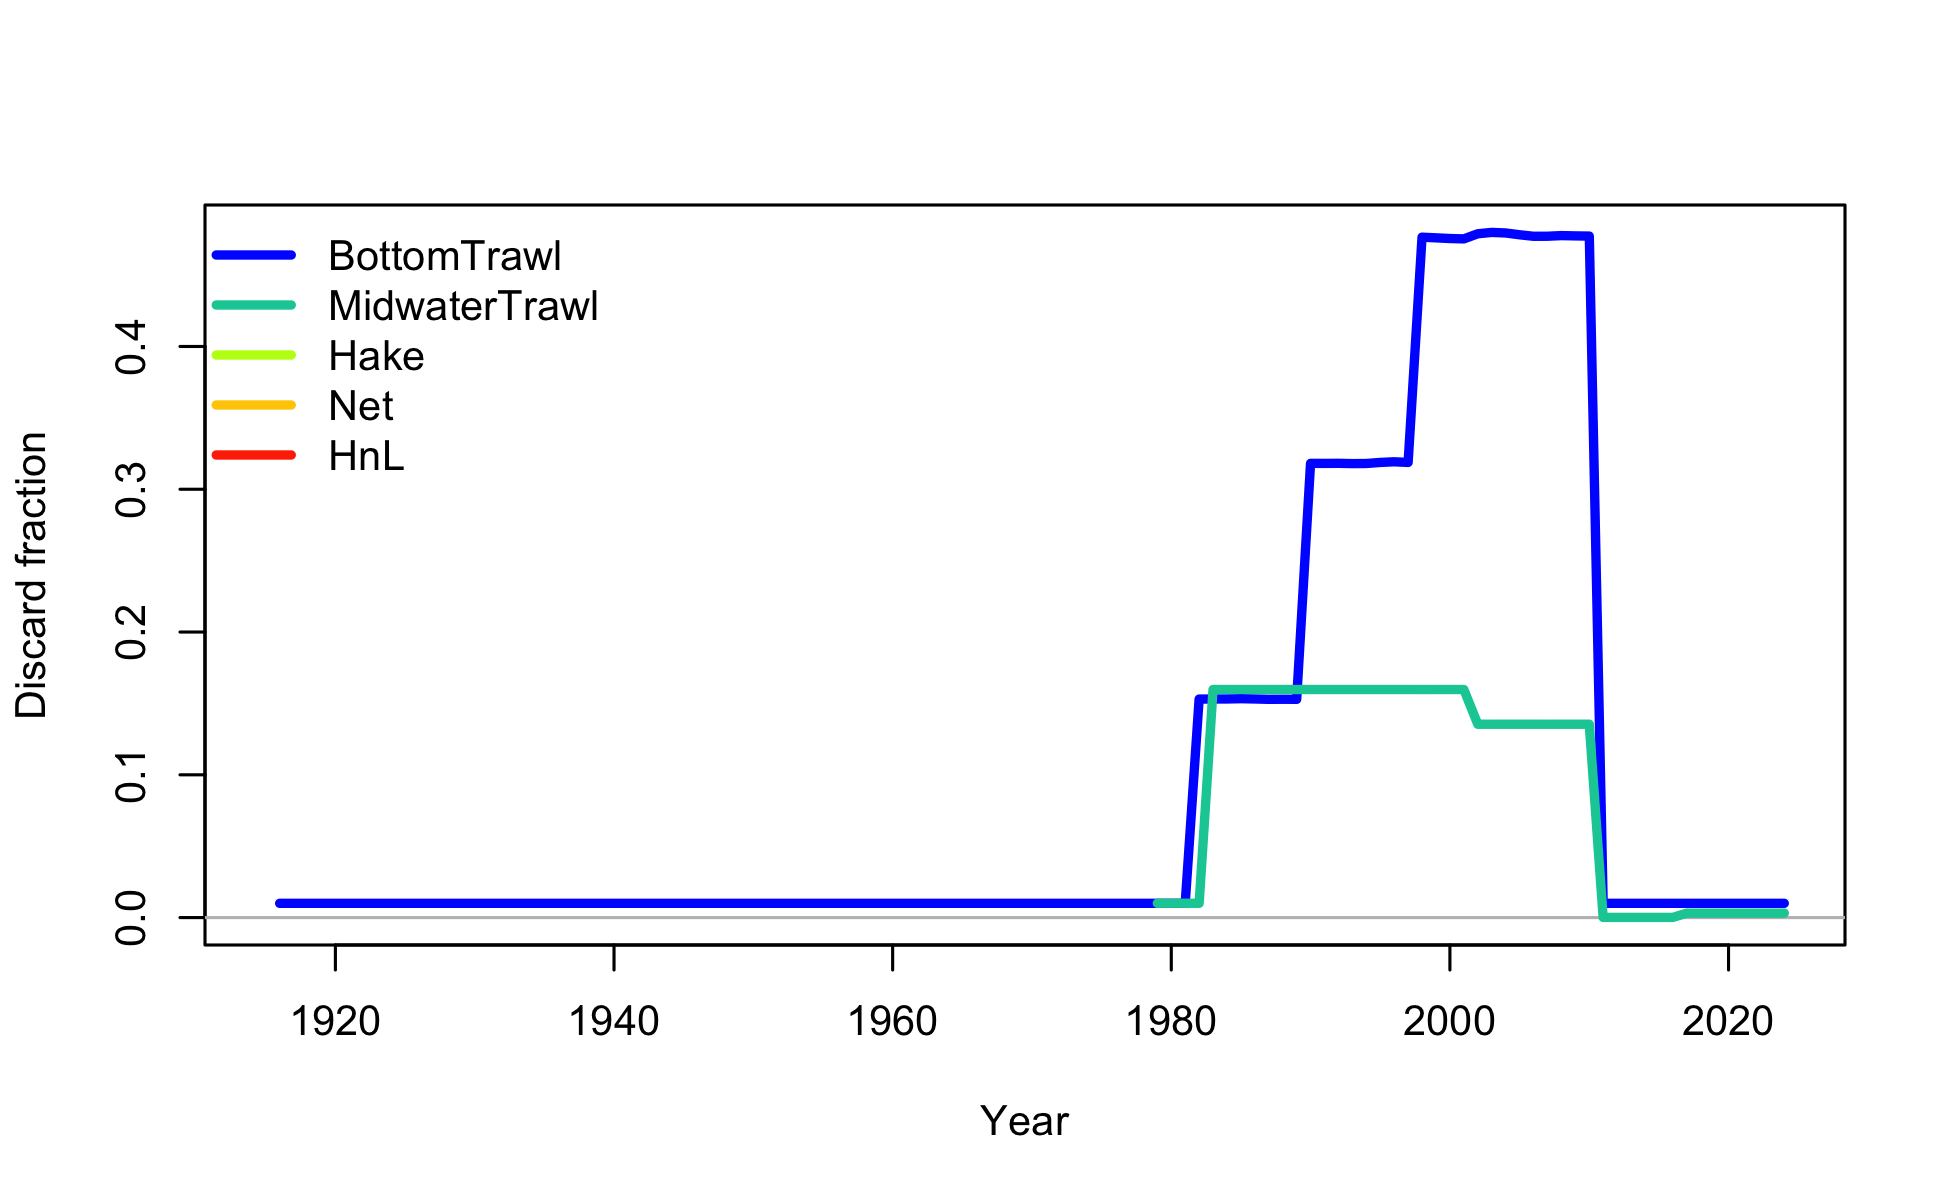 BottomTrawl
MidwaterTrawl
Hake
Net
HnL
Discard fraction
0.4
0.3
0.2
0.1
0.0
1920 1940 1960 1980 2000 2020
Year